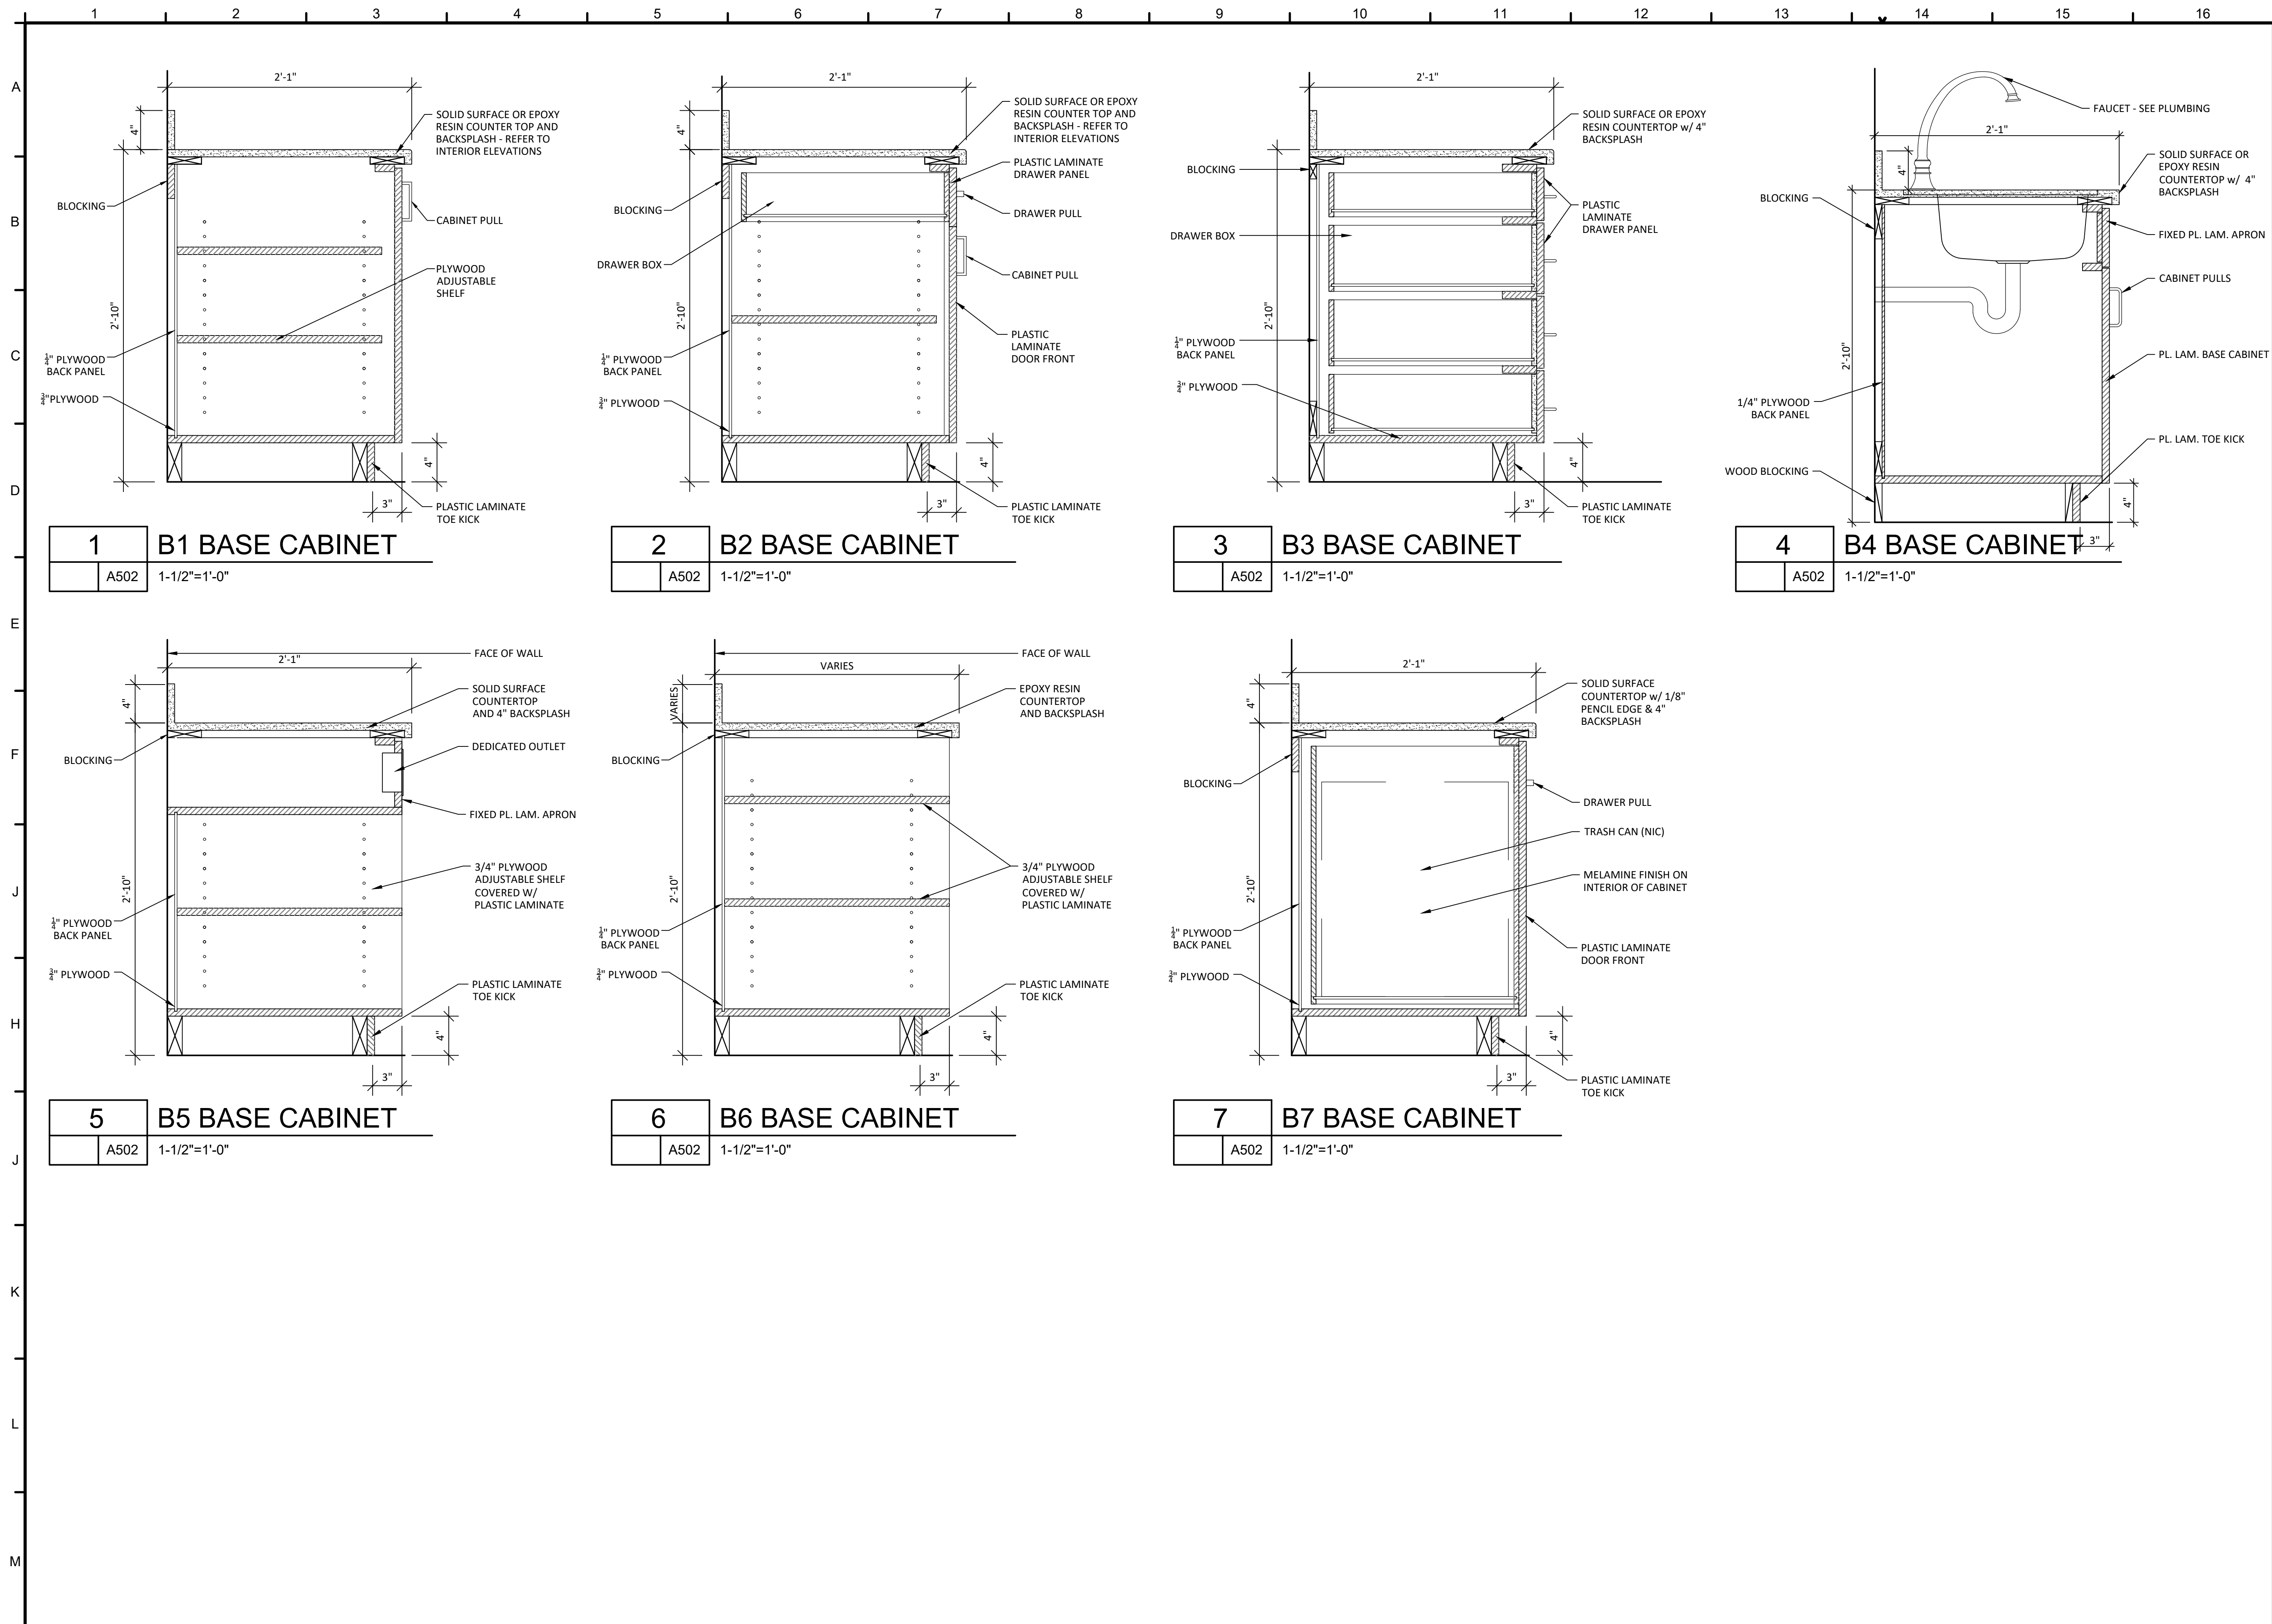 1 2 3 4 5 6 7 8 9 10 11 12 13 14 15 16
A
B
C
D
E
F
J
H
J
K
L
M
2'-1"
4"
SOLID SURFACE OR EPOXY
RESIN COUNTER TOP AND
BACKSPLASH - REFER TO
INTERIOR ELEVATIONS
BLOCKING
CABINET PULL
PLYWOOD
ADJUSTABLE
SHELF
2'-10"
1/4" PLYWOOD
BACK PANEL
3/4"PLYWOOD
4"
3"
PLASTIC LAMINATE
TOE KICK
1
B1 BASE CABINET
A502
1-1/2"=1'-0"
2'-1"
4"
SOLID SURFACE OR EPOXY
RESIN COUNTER TOP AND
BACKSPLASH - REFER TO
INTERIOR ELEVATIONS
PLASTIC LAMINATE
DRAWER PANEL
BLOCKING
DRAWER PULL
DRAWER BOX
CABINET PULL
2'-10"
PLASTIC
LAMINATE
DOOR FRONT
1/4" PLYWOOD
BACK PANEL
3/4" PLYWOOD
4"
3"
PLASTIC LAMINATE
TOE KICK
2
B2 BASE CABINET
A502
1-1/2"=1'-0"
2'-1"
SOLID SURFACE OR EPOXY
RESIN COUNTERTOP w/ 4"
BACKSPLASH
BLOCKING
PLASTIC
LAMINATE
DRAWER PANEL
DRAWER BOX
2'-10"
1/4" PLYWOOD
BACK PANEL
3/4" PLYWOOD
4"
3"
PLASTIC LAMINATE
TOE KICK
3
B3 BASE CABINET
A502
1-1/2"=1'-0"
FAUCET - SEE PLUMBING
2'-1"
4"
SOLID SURFACE OR
EPOXY RESIN
COUNTERTOP w/ 4"
BACKSPLASH
BLOCKING
FIXED PL. LAM. APRON
CABINET PULLS
2'-10"
PL. LAM. BASE CABINET
1/4" PLYWOOD
BACK PANEL
PL. LAM. TOE KICK
WOOD BLOCKING
4"
3"
4
B4 BASE CABINET
A502
1-1/2"=1'-0"
FACE OF WALL
2'-1"
4"
SOLID SURFACE
COUNTERTOP
AND 4" BACKSPLASH
DEDICATED OUTLET
BLOCKING
FIXED PL. LAM. APRON
3/4" PLYWOOD
ADJUSTABLE SHELF
COVERED W/
PLASTIC LAMINATE
2'-10"
1/4" PLYWOOD
BACK PANEL
3/4" PLYWOOD
PLASTIC LAMINATE
TOE KICK
4"
3"
5
B5 BASE CABINET
A502
1-1/2"=1'-0"
FACE OF WALL
VARIES
VARIES
EPOXY RESIN
COUNTERTOP
AND BACKSPLASH
BLOCKING
3/4" PLYWOOD
ADJUSTABLE SHELF
COVERED W/
PLASTIC LAMINATE
2'-10"
1/4" PLYWOOD
BACK PANEL
3/4" PLYWOOD
PLASTIC LAMINATE
TOE KICK
4"
3"
6
B6 BASE CABINET
A502
1-1/2"=1'-0"
2'-1"
4"
SOLID SURFACE
COUNTERTOP w/ 1/8"
PENCIL EDGE & 4"
BACKSPLASH
BLOCKING
DRAWER PULL
TRASH CAN (NIC)
MELAMINE FINISH ON
INTERIOR OF CABINET
2'-10"
1/4" PLYWOOD
BACK PANEL
PLASTIC LAMINATE
DOOR FRONT
3/4" PLYWOOD
4"
3"
PLASTIC LAMINATE
TOE KICK
7
B7 BASE CABINET
A502
1-1/2"=1'-0"